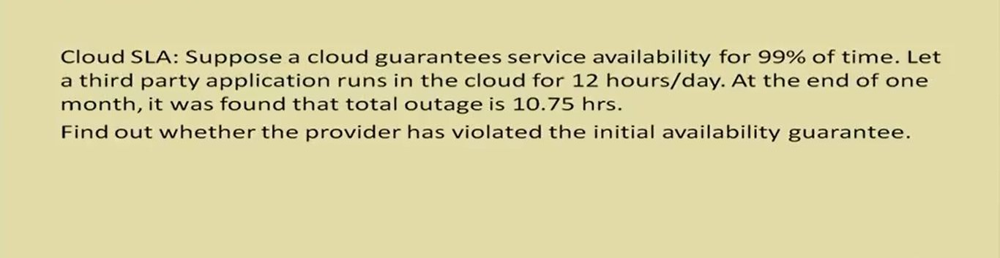 Cloud SLA: Suppose a cloud guarantees service availability for 99% of time. Let
a third party application runs in the cloud for 12 hours/day. At the end of one
month, it was found that total outage is 10.75 hrs.
Find out whether the provider has violated the initial availability guarantee.